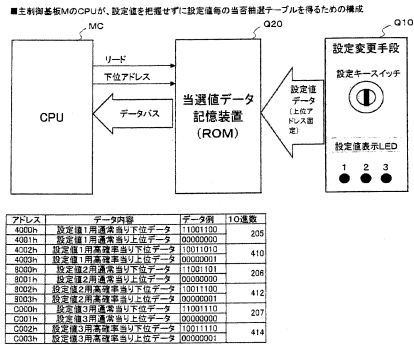 ■主制御基板MのCPUが、設定値を把握せずに設定値毎の当否抽選テーブルを得るための構成
MC
Q20
Q10
CPU
リード
下位アドレス
データバス
当選値データ
記憶装置
(ROM)
設定値
データ
(上位ア
ドレス固
定)
設定変更手段
設定キースイッチ
設定値表示LED
1 2 3
アドレス データ内容 データ例 10進数
4000h 設定値1用通常当り下位データ 11001100 205
4001h 設定値1用通常当り上位データ 00000000
4002h 設定値1用高確率当り下位データ 10011010 410
4003h 設定値1用高確率当り上位データ 00000001
8000h 設定値2用通常当り下位データ 11001101 206
8001h 設定値2用通常当り上位データ 00000000
8002h 設定値2用高確率当り下位データ 10011100 412
8003h 設定値2用高確率当り上位データ 00000001
C000h 設定値3用通常当り下位データ 11001110 207
C001h 設定値3用通常当り上位データ 00000000
C002h 設定値3用高確率当り下位データ 10011110 414
C003h 設定値3用高確率当り上位データ 00000001